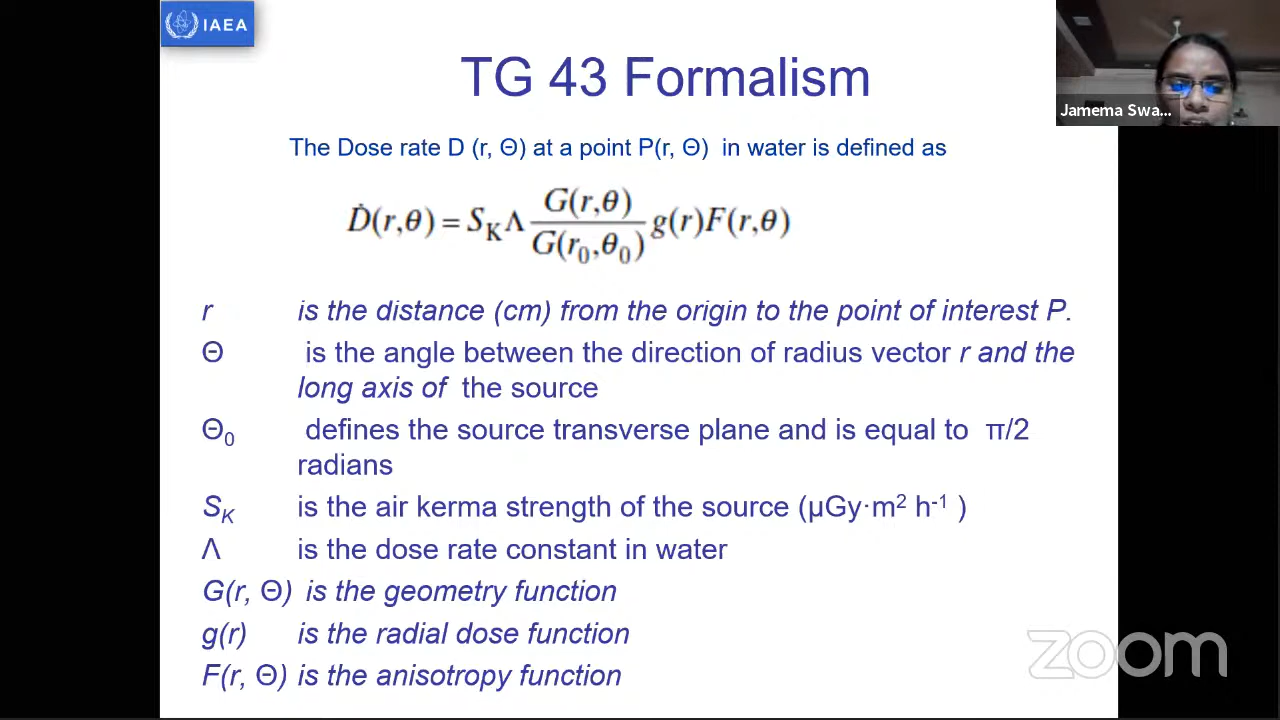 IAEA
TG 43 Formalism
Jamema Swa...
The Dose rate D (r, Θ) at a point P(r, Θ) in water is defined as
Ḋ(r,θ) = S_K Λ G(r,θ) / G(r₀,θ₀) g(r)F(r,θ)
r is the distance (cm) from the origin to the point of interest P.
Θ is the angle between the direction of radius vector r and the
long axis of the source
Θ₀ defines the source transverse plane and is equal to π/2
radians
S_K is the air kerma strength of the source (μGy·m² h⁻¹ )
Λ is the dose rate constant in water
G(r, Θ) is the geometry function
g(r) is the radial dose function
F(r, Θ) is the anisotropy function
zoom